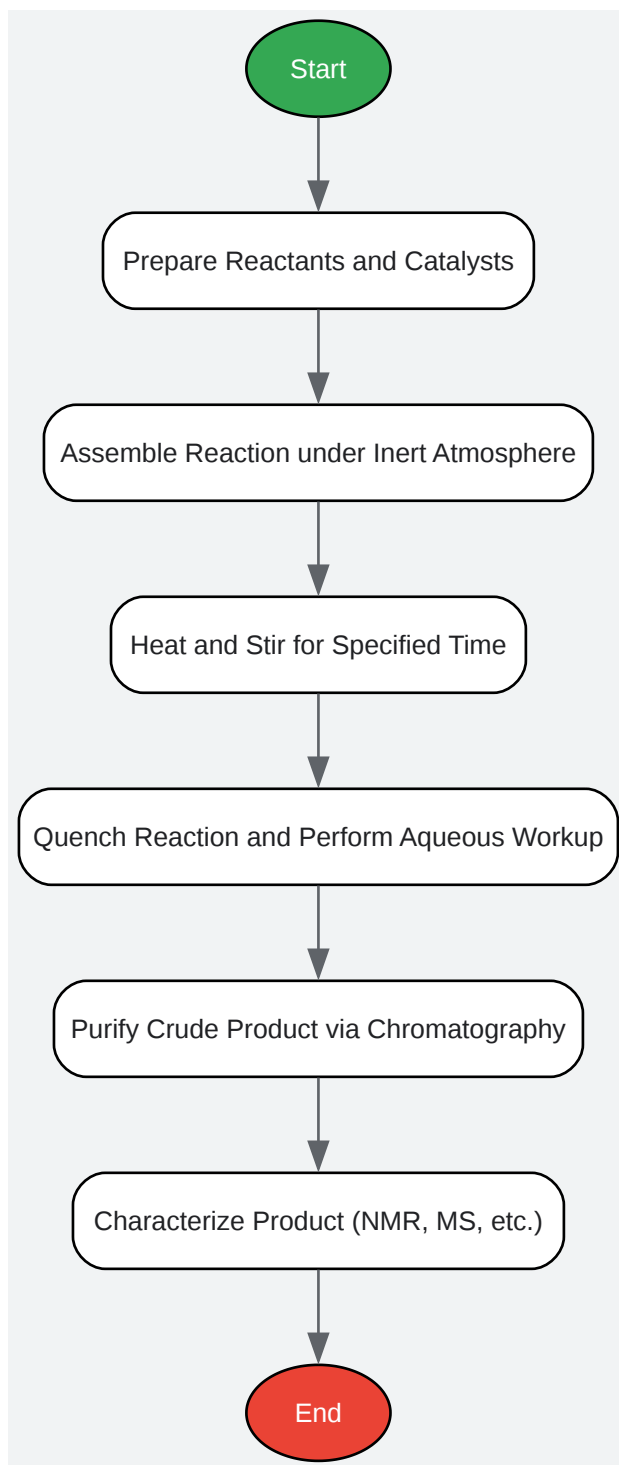 Start
Prepare Reactants and Catalysts
Assemble Reaction under Inert Atmosphere
Heat and Stir for Specified Time
Quench Reaction and Perform Aqueous Workup
Purify Crude Product via Chromatography
Characterize Product (NMR, MS, etc.)
End